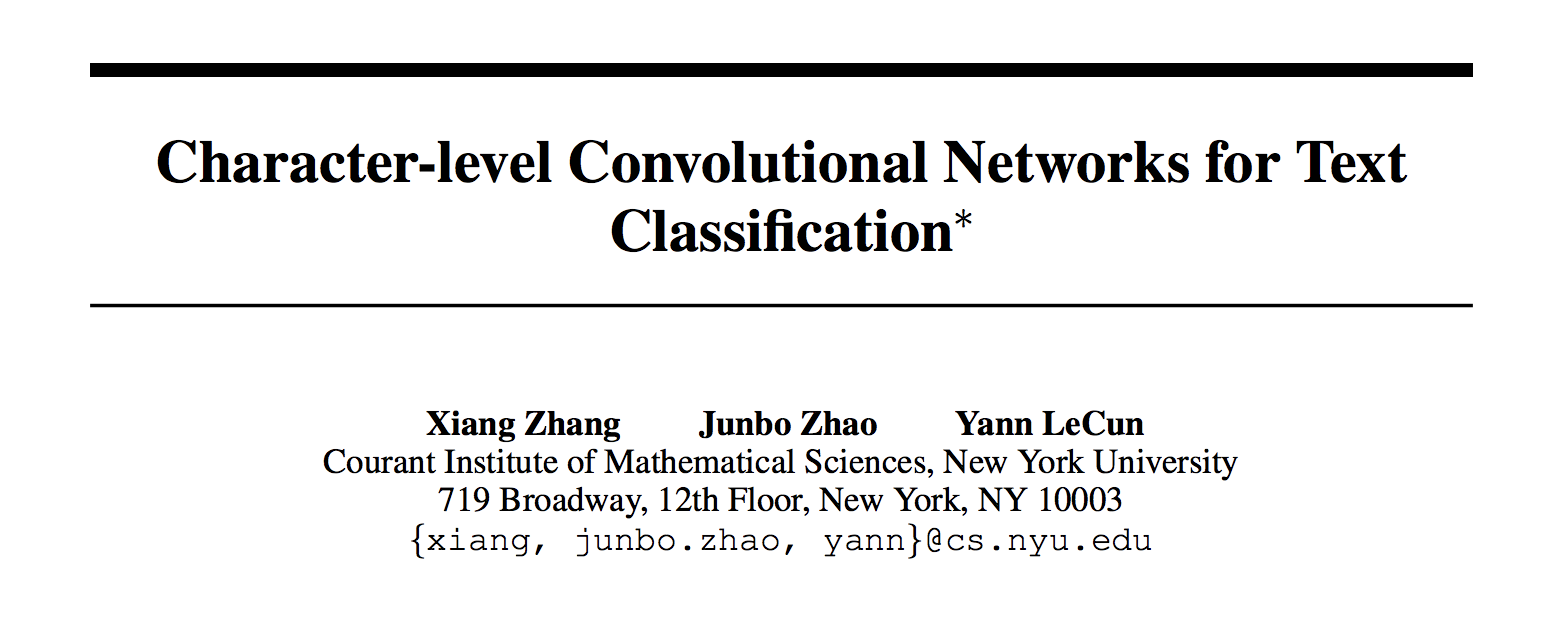 Character-level Convolutional Networks for Text
Classification*
Xiang Zhang Junbo Zhao Yann LeCun
Courant Institute of Mathematical Sciences, New York University
719 Broadway, 12th Floor, New York, NY 10003
{xiang, junbo.zhao, yann}@cs.nyu.edu